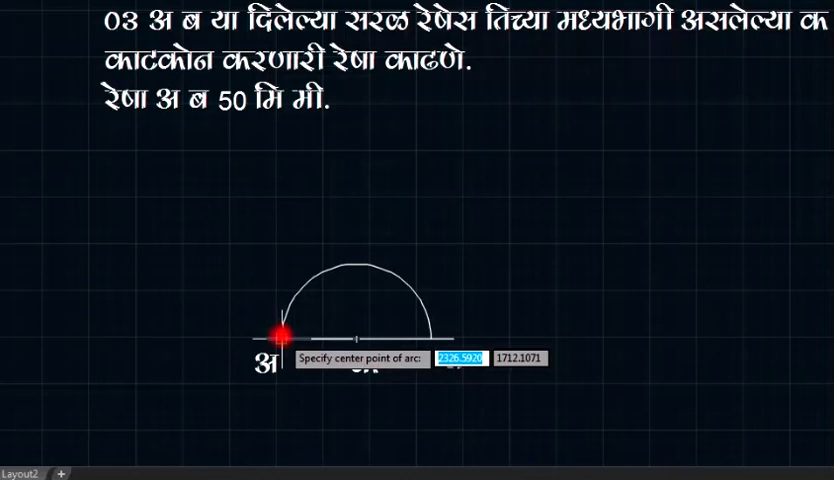 03 अ ब या दिलेल्या सरळ रेषेस तिच्या मध्यभागी असलेल्या क
काटकोन करणारी रेषा काढणे.
रेषा अ ब 50 मि मी.
अ
Specify center point of arc: 2326.5920 1712.1071
Layout2 +